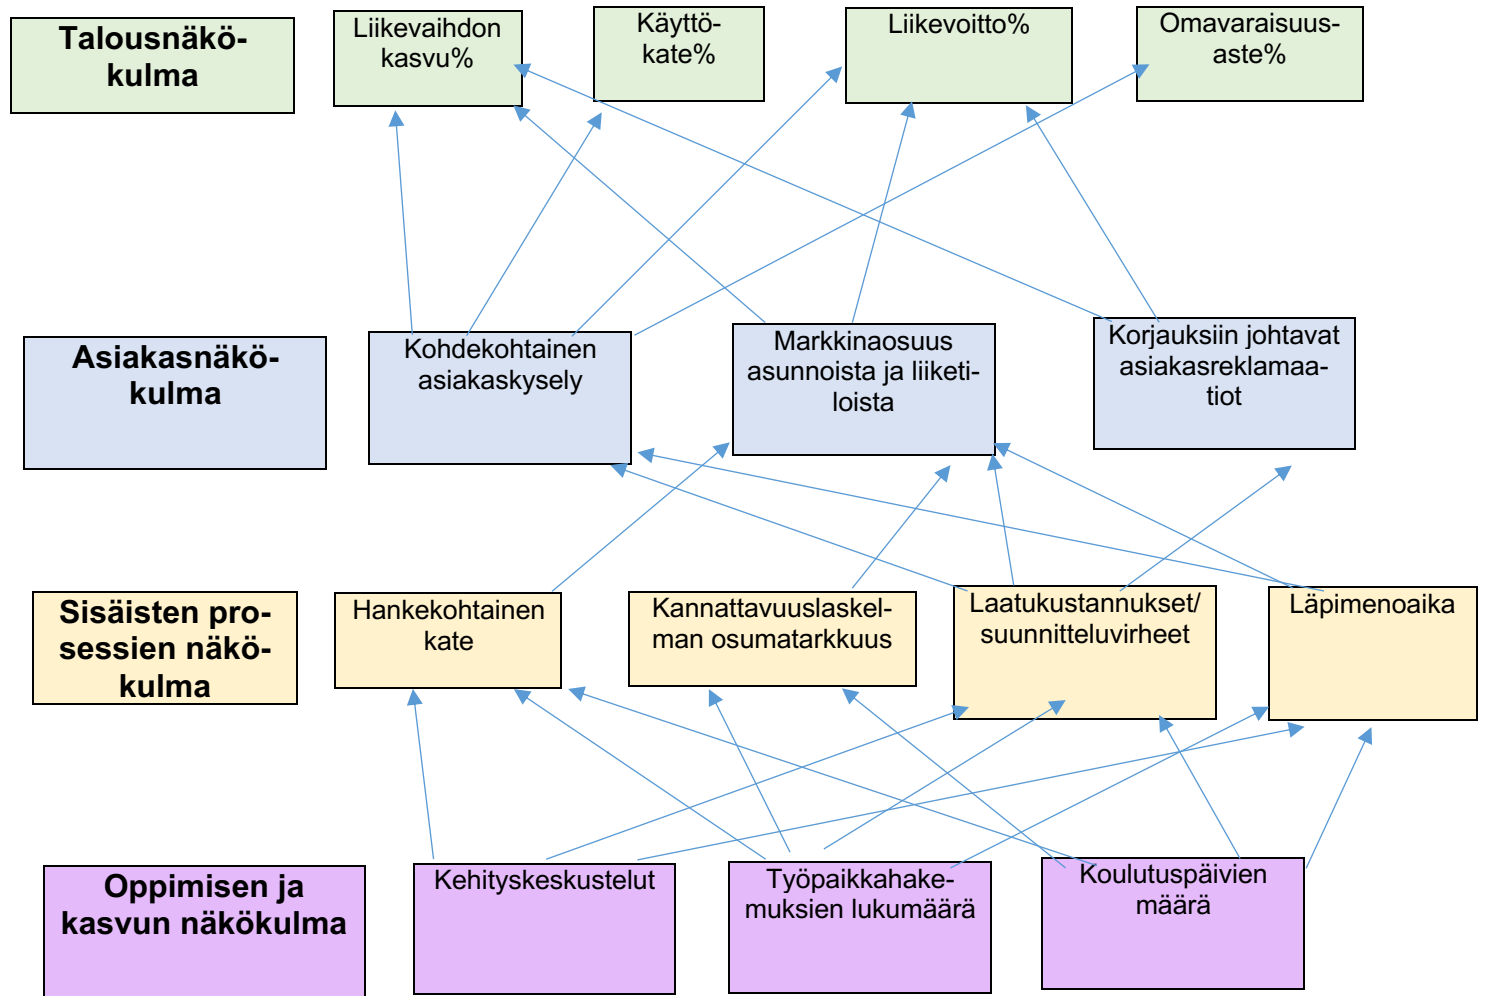 Talousnäkö-
kulma
Liikevaihdon
kasvu%
Käyttö-
kate%
Liikevoitto%
Omavaraisuus-
aste%
Asiakasnäkö-
kulma
Kohdekohtainen
asiakaskysely
Markkinaosuus
asunnoista ja liiketi-
loista
Korjauksiin johtavat
asiakasreklamaa-
tiot
Sisäisten pro-
sessien näkö-
kulma
Hankekohtainen
kate
Kannattavuuslaskel-
man osumatarkkuus
Laatukustannukset/
suunnitteluvirheet
Läpimenoaika
Oppimisen ja
kasvun näkökulma
Kehityskeskustelut
Työpaikkahake-
muksien lukumäärä
Koulutuspäivien
määrä